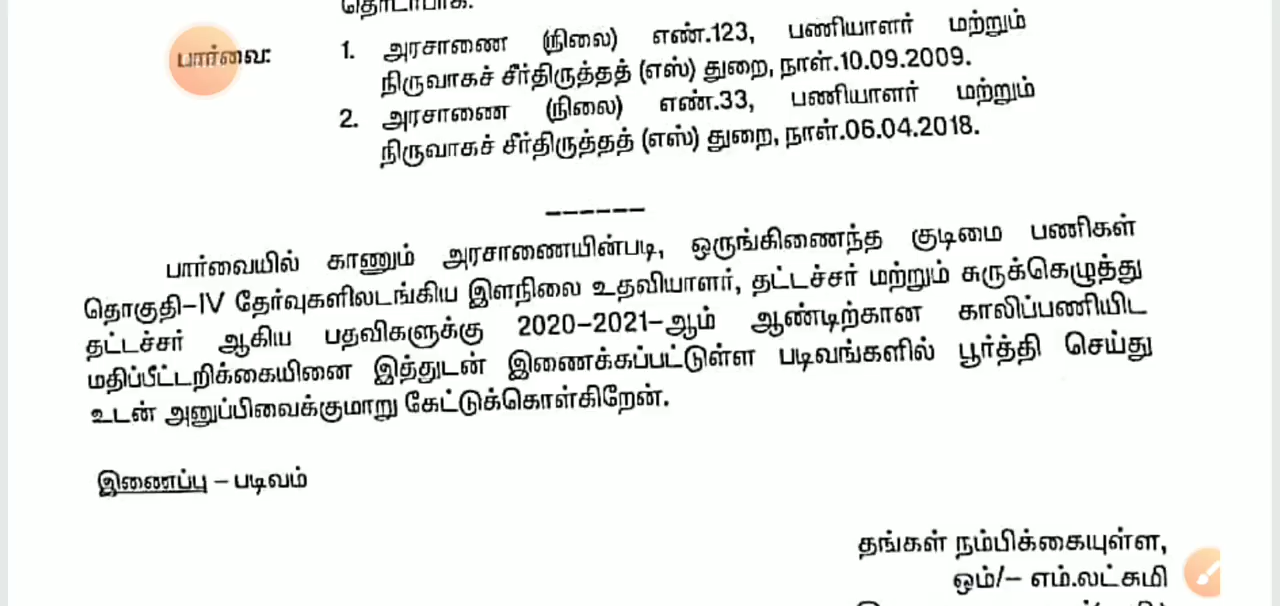 தொடர்பாக.
பார்வை: 1. அரசாணை (நிலை) எண்.123, பணியாளர் மற்றும்
நிருவாகச் சீர்திருத்தத் (எஸ்) துறை, நாள்.10.09.2009.
2. அரசாணை (நிலை) எண்.33, பணியாளர் மற்றும்
நிருவாகச் சீர்திருத்தத் (எஸ்) துறை, நாள்.06.04.2018.
------
பார்வையில் காணும் அரசாணையின்படி, ஒருங்கிணைந்த குடிமை பணிகள்
தொகுதி-IV தேர்வுகளிலடங்கிய இளநிலை உதவியாளர், தட்டச்சர் மற்றும் சுருக்கெழுத்து
தட்டச்சர் ஆகிய பதவிகளுக்கு 2020-2021-ஆம் ஆண்டிற்கான காலிப்பணியிட
மதிப்பீட்டறிக்கையினை இத்துடன் இணைக்கப்பட்டுள்ள படிவங்களில் பூர்த்தி செய்து
உடன் அனுப்பிவைக்குமாறு கேட்டுக்கொள்கிறேன்.
இணைப்பு – படிவம்
தங்கள் நம்பிக்கையுள்ள,
ஒம்/– எம்.லட்சுமி